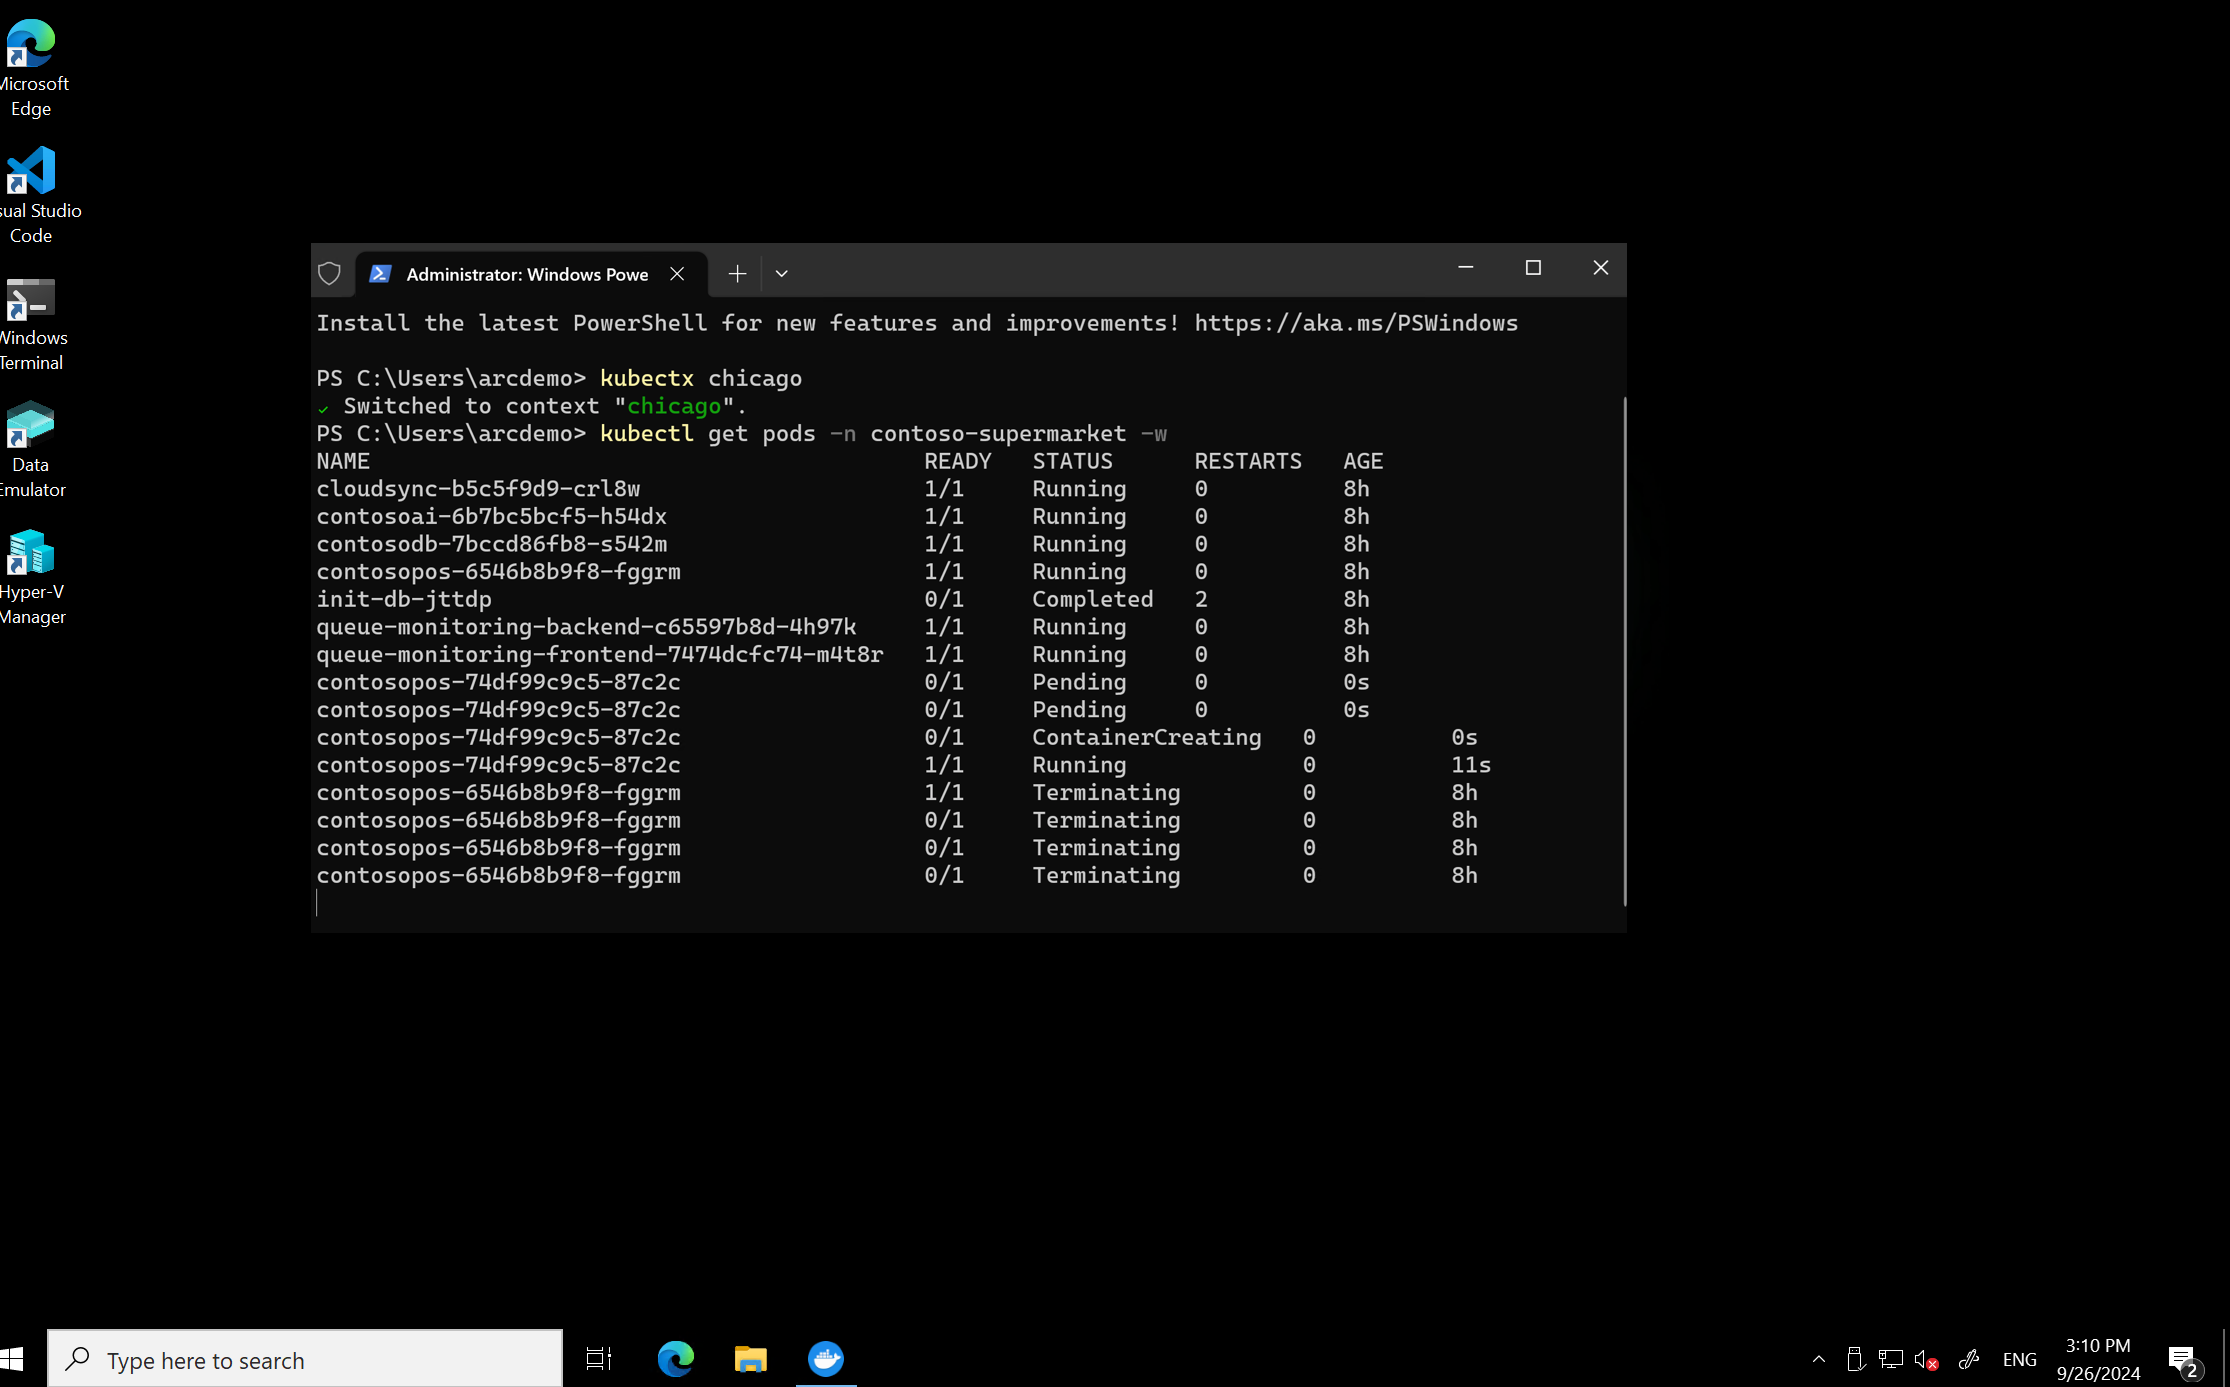 Microsoft
Edge
sual Studio
Code
Windows
Terminal
Data
Emulator
Hyper-V
Manager
Administrator: Windows Powe
Install the latest PowerShell for new features and improvements! https://aka.ms/PSWindows
PS C:\Users\arcdemo> kubectx chicago
✓ Switched to context "chicago".
PS C:\Users\arcdemo> kubectl get pods -n contoso-supermarket -w
NAME READY STATUS RESTARTS AGE
cloudsync-b5c5f9d9-crl8w 1/1 Running 0 8h
contosoai-6b7bc5bcf5-h54dx 1/1 Running 0 8h
contosodb-7bccd86fb8-s542m 1/1 Running 0 8h
contosopos-6546b8b9f8-fggrm 1/1 Running 0 8h
init-db-jttdp 0/1 Completed 2 8h
queue-monitoring-backend-c65597b8d-4h97k 1/1 Running 0 8h
queue-monitoring-frontend-7474dcfc74-m4t8r 1/1 Running 0 8h
contosopos-74df99c9c5-87c2c 0/1 Pending 0 0s
contosopos-74df99c9c5-87c2c 0/1 Pending 0 0s
contosopos-74df99c9c5-87c2c 0/1 ContainerCreating 0 0s
contosopos-74df99c9c5-87c2c 1/1 Running 0 11s
contosopos-6546b8b9f8-fggrm 1/1 Terminating 0 8h
contosopos-6546b8b9f8-fggrm 0/1 Terminating 0 8h
contosopos-6546b8b9f8-fggrm 0/1 Terminating 0 8h
contosopos-6546b8b9f8-fggrm 0/1 Terminating 0 8h
Type here to search
ENG
3:10 PM
9/26/2024
2